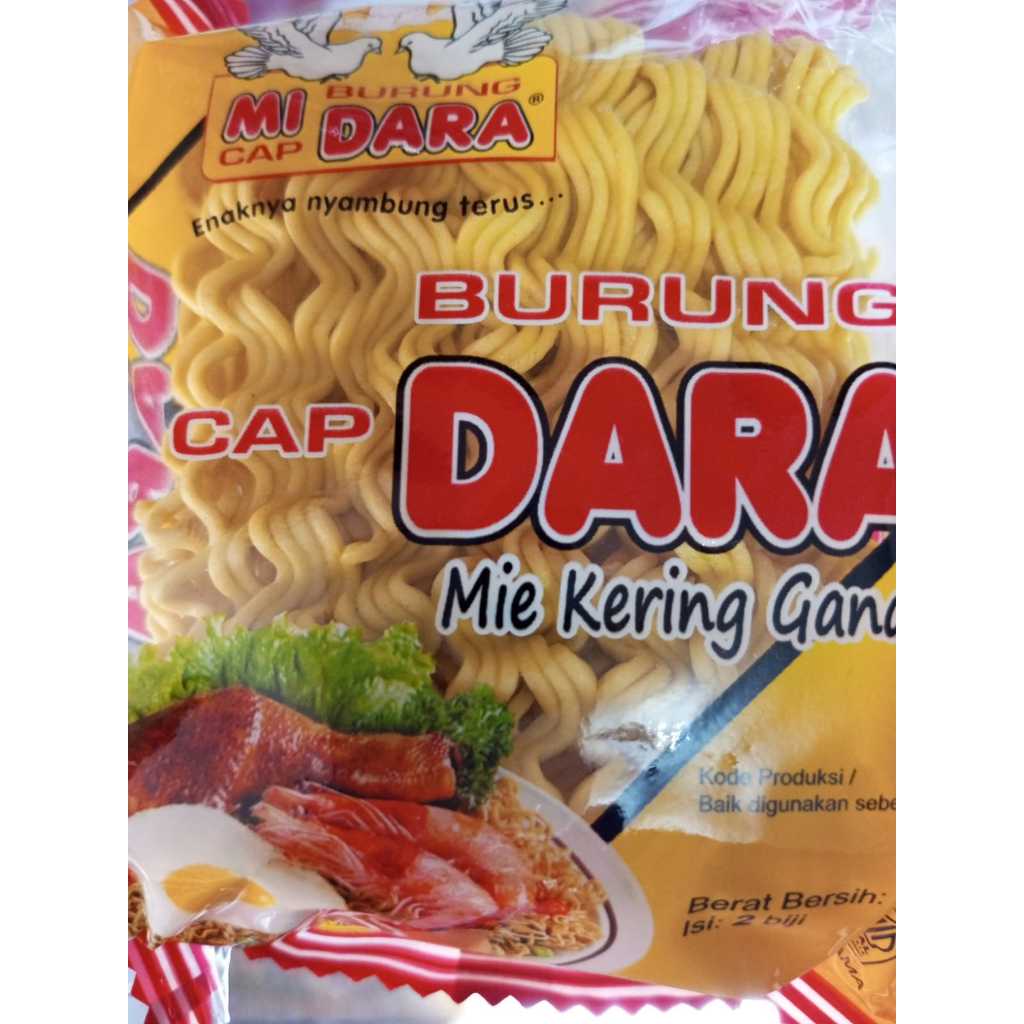 BURUNG
MI DARA®
CAP
Enaknya nyambung terus...
BURUNG
CAP DARA
Mie Kering
Kode Produksi /
Baik digunakan
Berat Bersih:
Isi: 2 biji